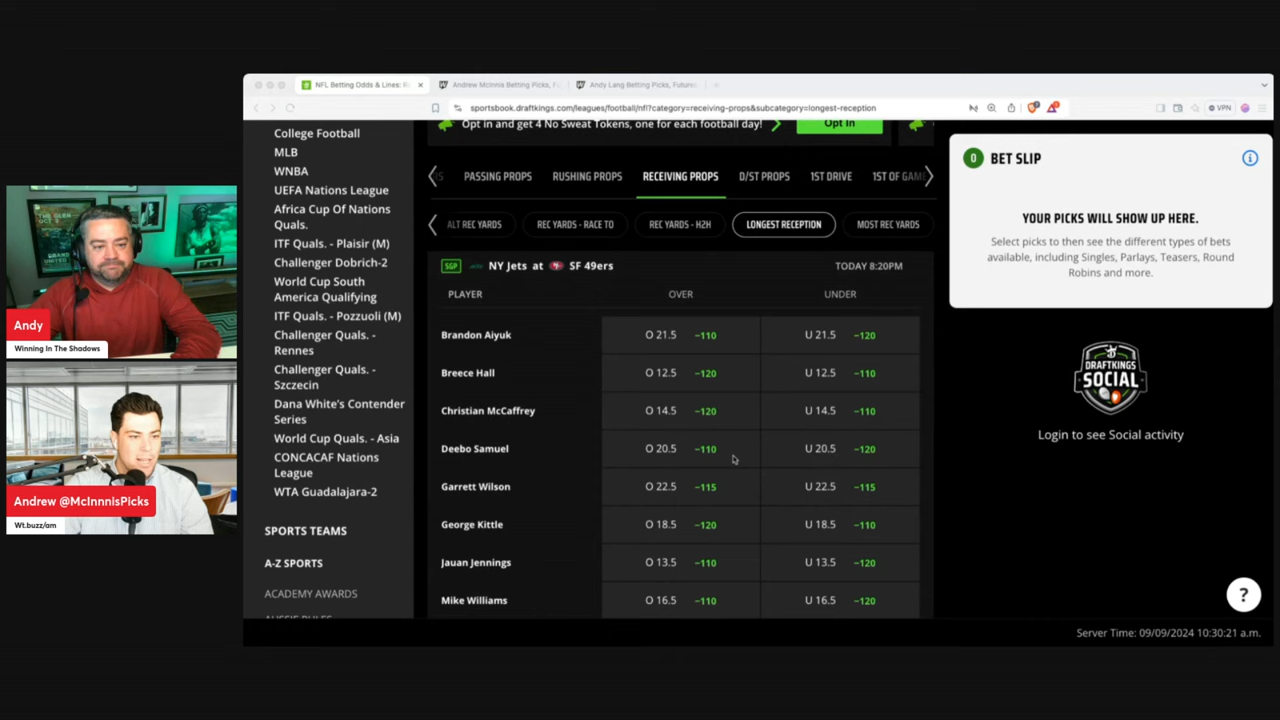 NFL Betting Odds & Lines: R
Andrew McInnis Betting Picks, F
Andy Lang Betting Picks, Future
sportsbook.draftkings.com/leagues/football/nfl?category=receiving-props&subcategory=longest-reception
VPN
Opt in and get 4 No Sweat Tokens, one for each football day!
Opt In
College Football
MLB
WNBA
UEFA Nations League
Africa Cup Of Nations
Quals.
ITF Quals. - Plaisir (M)
Challenger Dobrich-2
World Cup South
America Qualifying
ITF Quals. - Pozzuoli (M)
Challenger Quals. -
Rennes
Challenger Quals. -
Szczecin
Dana White's Contender
Series
World Cup Quals. - Asia
CONCACAF Nations
League
WTA Guadalajara-2
SPORTS TEAMS
A-Z SPORTS
ACADEMY AWARDS
AUSSIE RULES
PASSING PROPS
RUSHING PROPS
RECEIVING PROPS
D/ST PROPS
1ST DRIVE
1ST OF GAM
ALT REC YARDS
REC YARDS - RACE TO
REC YARDS - H2H
LONGEST RECEPTION
MOST REC YARDS
SGP NY Jets at SF 49ers TODAY 8:20PM
PLAYER OVER UNDER
Brandon Aiyuk O 21.5 −110 U 21.5 −120
Breece Hall O 12.5 −120 U 12.5 −110
Christian McCaffrey O 14.5 −120 U 14.5 −110
Deebo Samuel O 20.5 −110 U 20.5 −120
Garrett Wilson O 22.5 −115 U 22.5 −115
George Kittle O 18.5 −120 U 18.5 −110
Jauan Jennings O 13.5 −110 U 13.5 −120
Mike Williams O 16.5 −110 U 16.5 −120
0 BET SLIP
YOUR PICKS WILL SHOW UP HERE.
Select picks to then see the different types of bets
available, including Singles, Parlays, Teasers, Round
Robins and more.
DRAFTKINGS
SOCIAL
Login to see Social activity
?
Server Time: 09/09/2024 10:30:21 a.m.
Andy
Winning In The Shadows
Andrew @McInnnisPicks
Wt.buzz/am